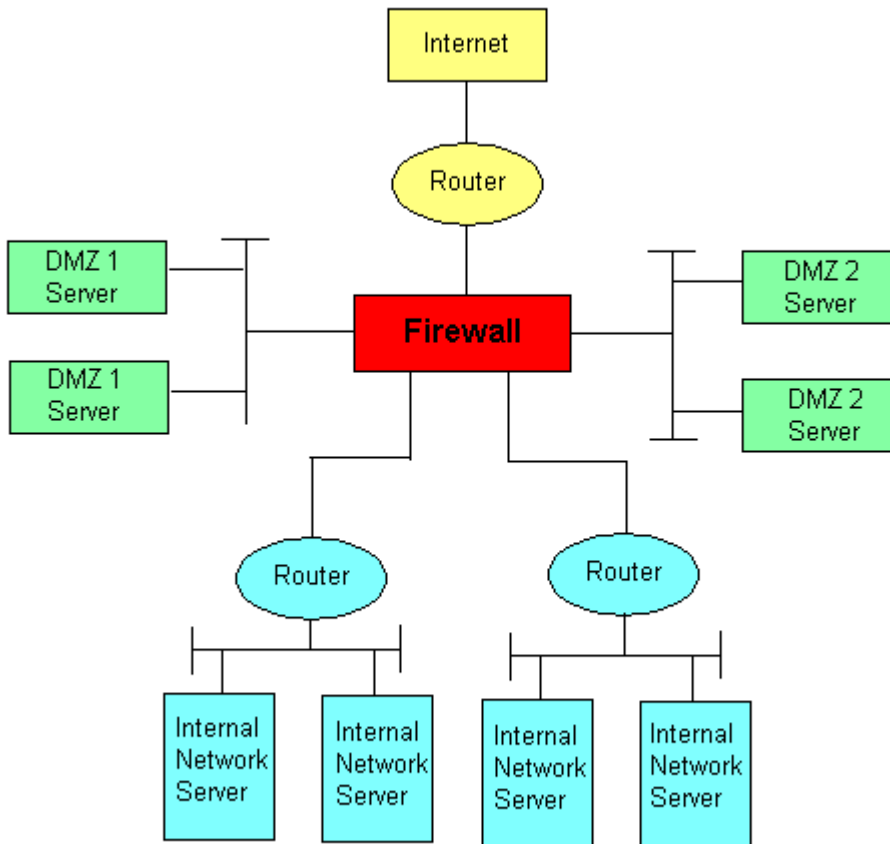 Internet
Router
DMZ 1
Server
DMZ 2
Server
Firewall
DMZ 1
Server
DMZ 2
Server
Router
Router
Internal
Network
Server
Internal
Network
Server
Internal
Network
Server
Internal
Network
Server